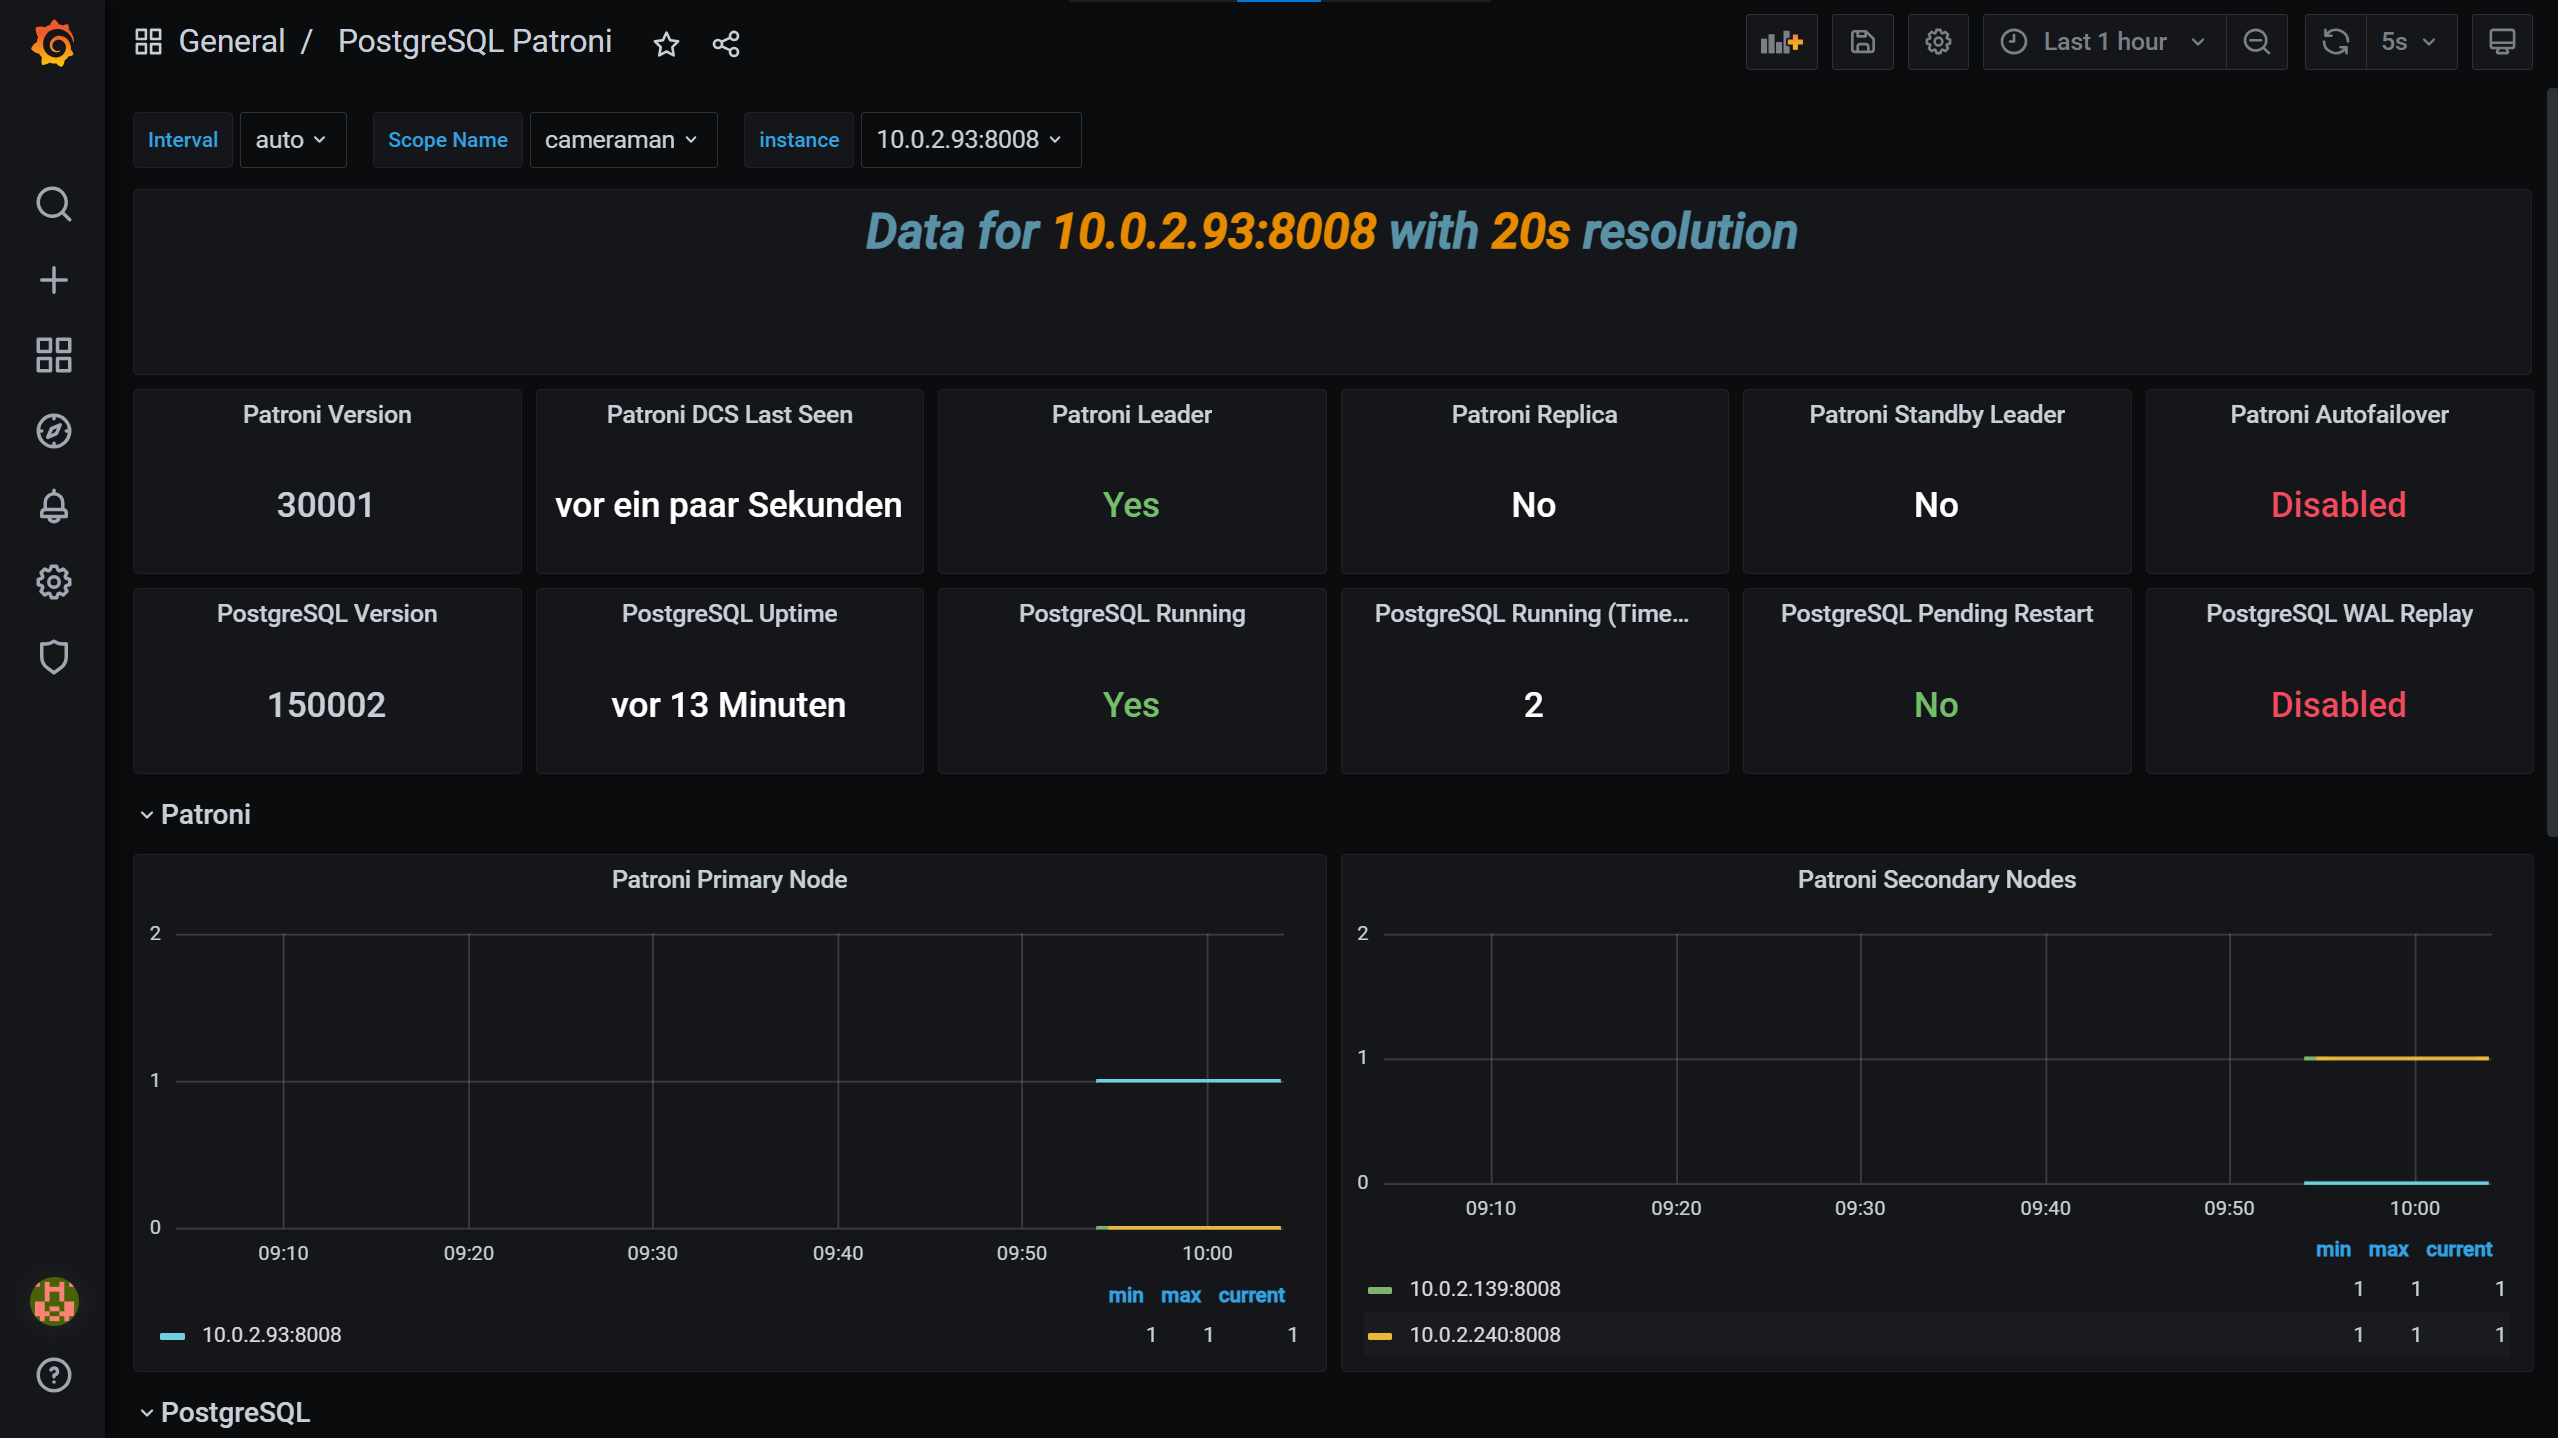 General / PostgreSQL Patroni
Last 1 hour
5s
Interval auto Scope Name cameraman instance 10.0.2.93:8008
Data for 10.0.2.93:8008 with 20s resolution
Patroni Version
30001
Patroni DCS Last Seen
vor ein paar Sekunden
Patroni Leader
Yes
Patroni Replica
No
Patroni Standby Leader
No
Patroni Autofailover
Disabled
PostgreSQL Version
150002
PostgreSQL Uptime
vor 13 Minuten
PostgreSQL Running
Yes
PostgreSQL Running (Time...
2
PostgreSQL Pending Restart
No
PostgreSQL WAL Replay
Disabled
Patroni
Patroni Primary Node
2
1
0
09:10 09:20 09:30 09:40 09:50 10:00
min max current
10.0.2.93:8008 1 1 1
Patroni Secondary Nodes
2
1
0
09:10 09:20 09:30 09:40 09:50 10:00
min max current
10.0.2.139:8008 1 1 1
10.0.2.240:8008 1 1 1
PostgreSQL